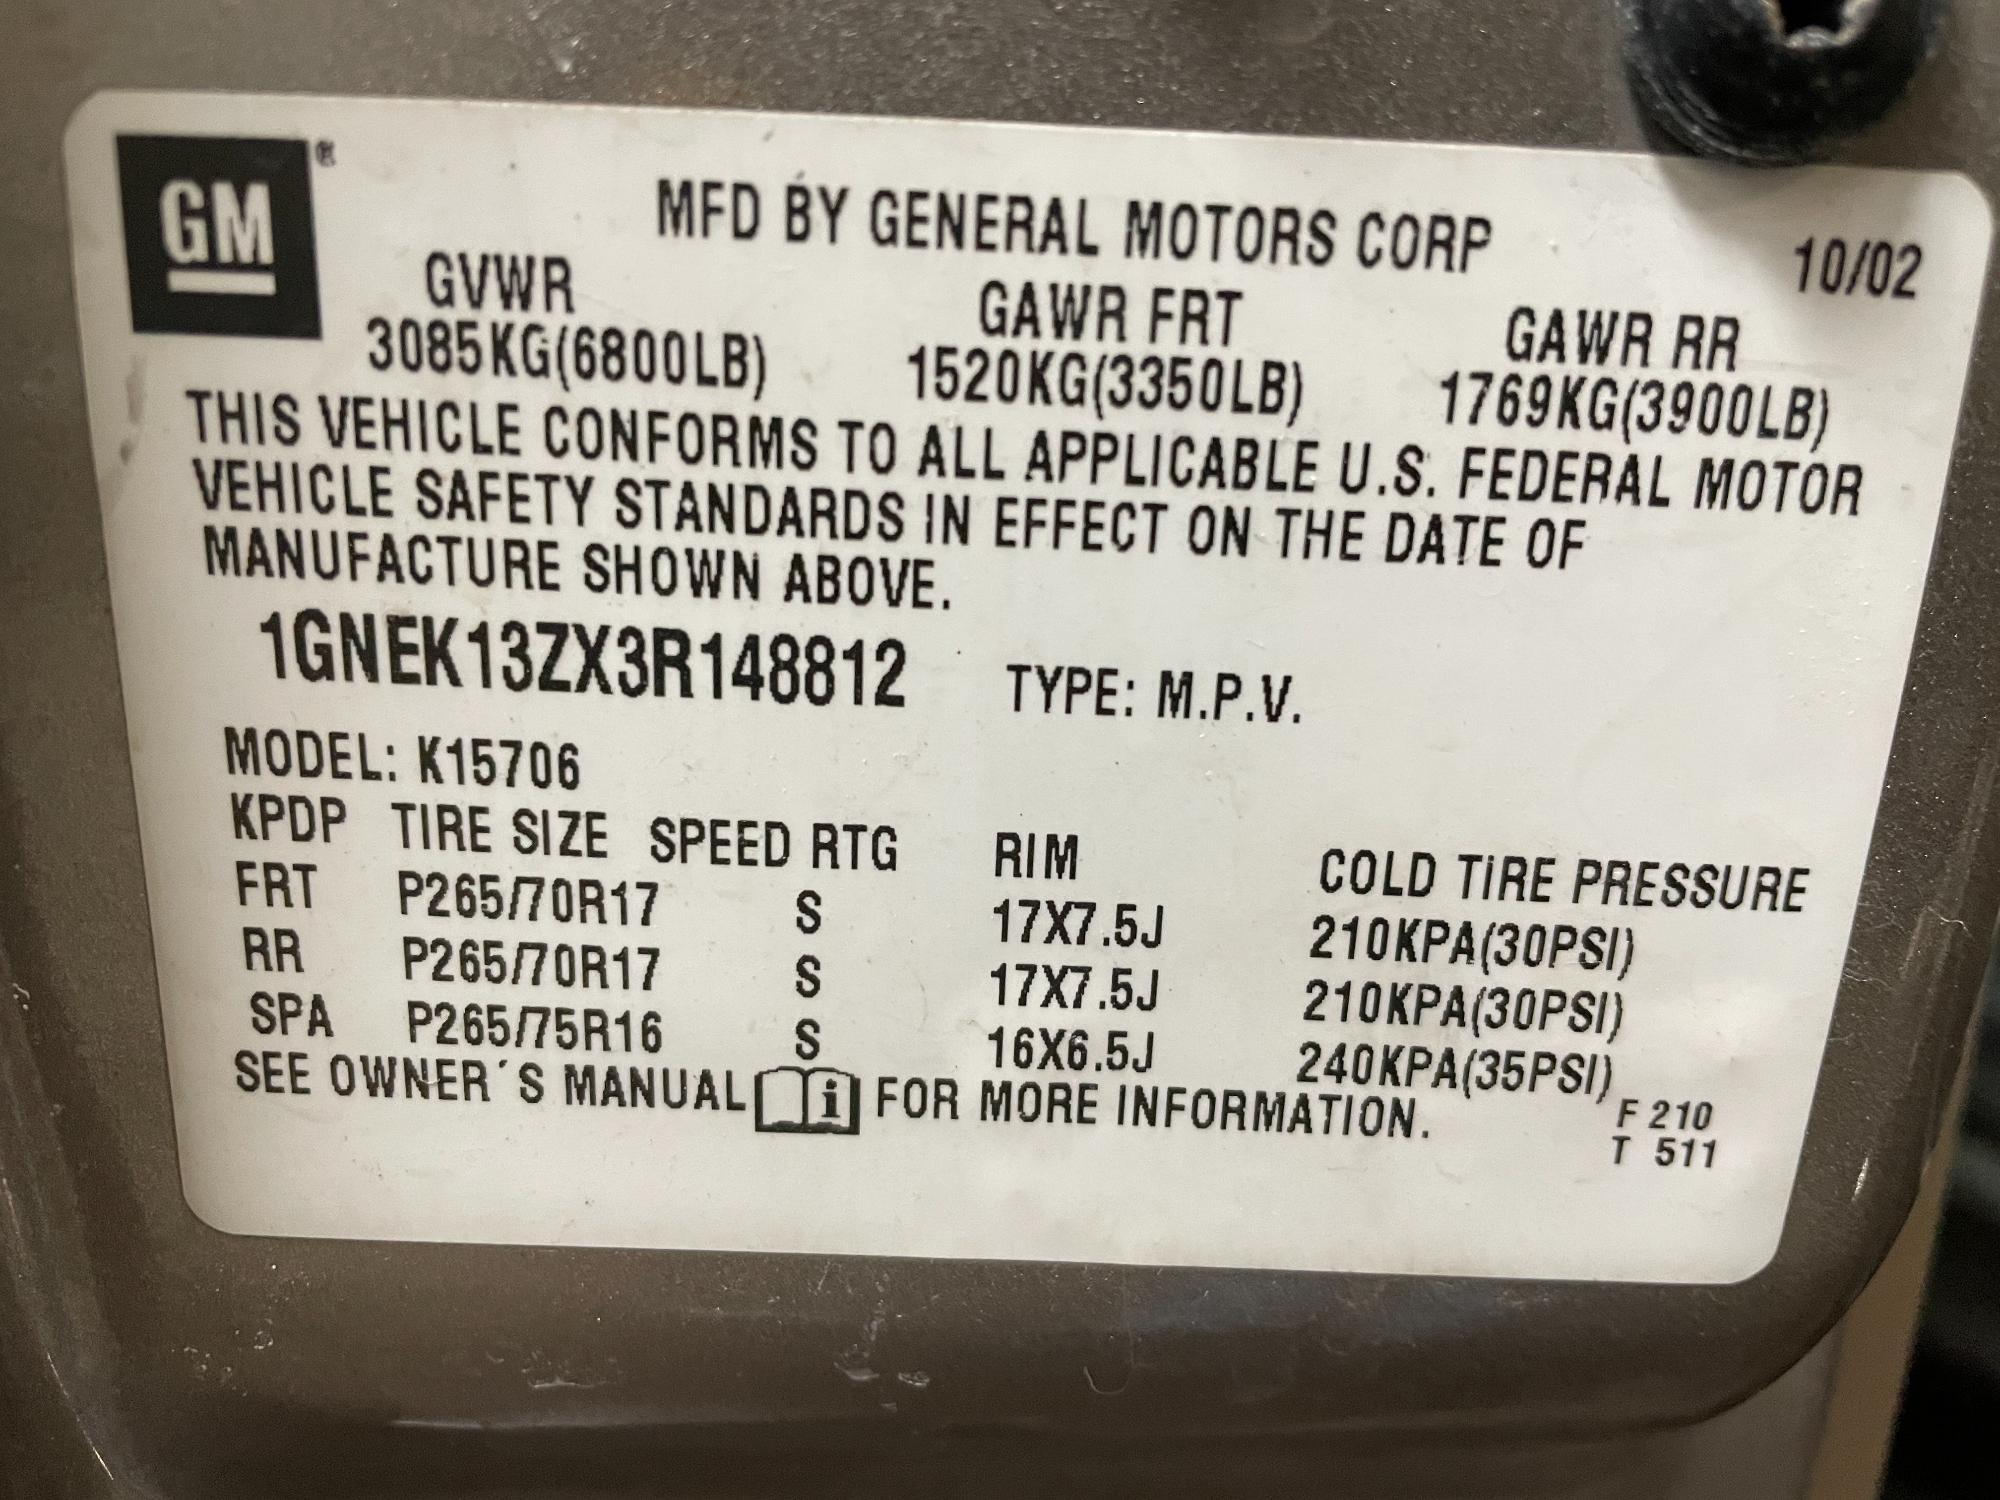 GM ®
MFD BY GENERAL MOTORS CORP 10/02
GVWR GAWR FRT GAWR RR
3085KG(6800LB) 1520KG(3350LB) 1769KG(3900LB)
THIS VEHICLE CONFORMS TO ALL APPLICABLE U.S. FEDERAL MOTOR
VEHICLE SAFETY STANDARDS IN EFFECT ON THE DATE OF
MANUFACTURE SHOWN ABOVE.
1GNEK13ZX3R148812 TYPE: M.P.V.
MODEL: K15706
KPDP TIRE SIZE SPEED RTG RIM COLD TIRE PRESSURE
FRT P265/70R17 S 17X7.5J 210KPA(30PSI)
RR P265/70R17 S 17X7.5J 210KPA(30PSI)
SPA P265/75R16 S 16X6.5J 240KPA(35PSI)
SEE OWNER´S MANUAL i FOR MORE INFORMATION.
F 210
T 511